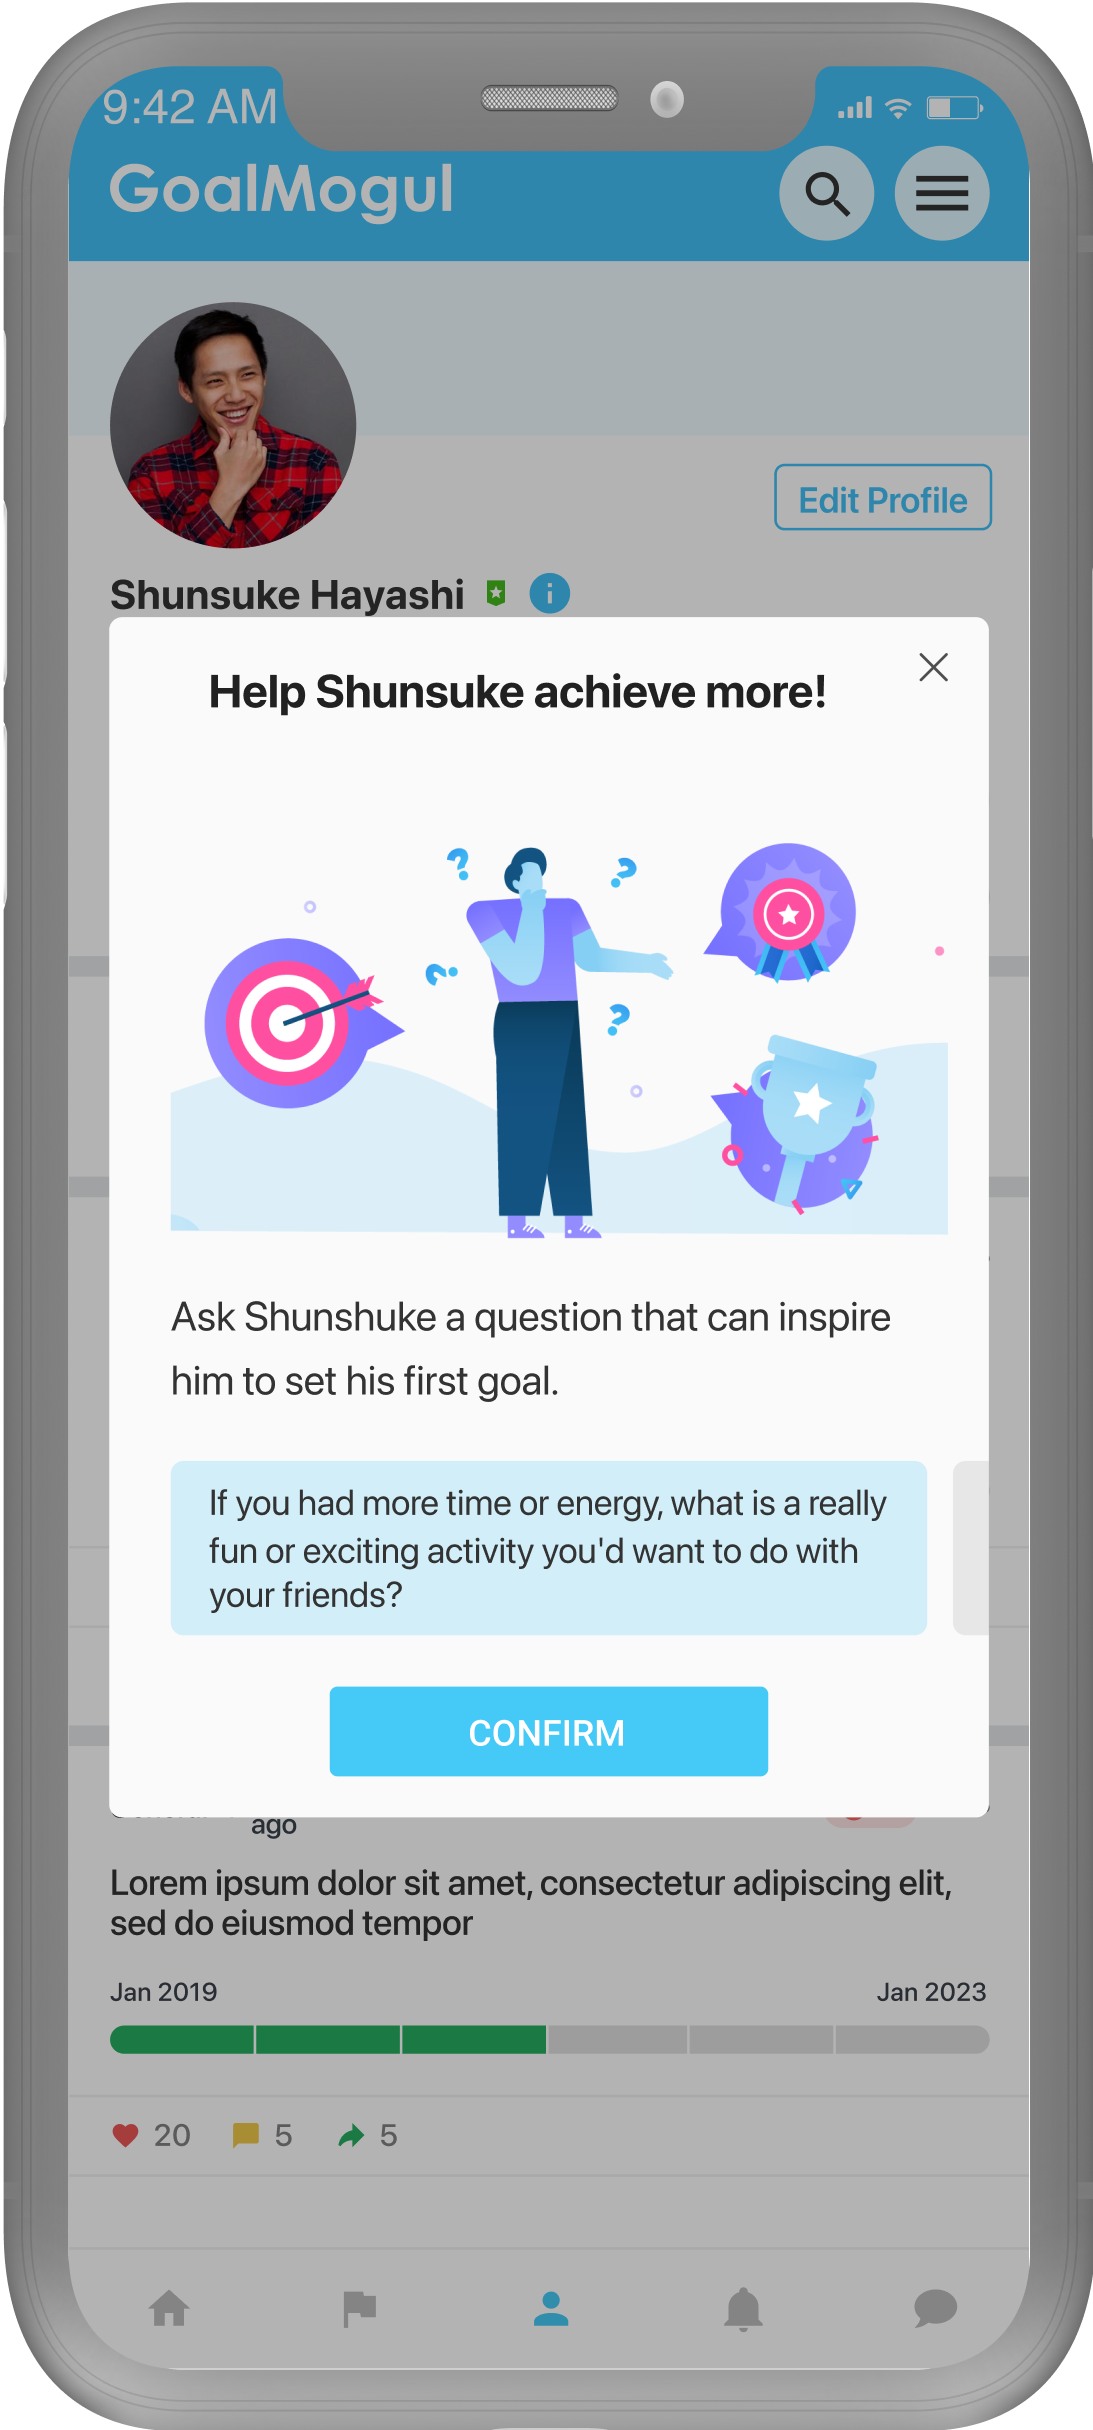 9:42 AM
GoalMogul
Edit Profile
Shunsuke Hayashi
Help Shunsuke achieve more!
Ask Shunshuke a question that can inspire
him to set his first goal.
If you had more time or energy, what is a really
fun or exciting activity you'd want to do with
your friends?
CONFIRM
ago
Lorem ipsum dolor sit amet, consectetur adipiscing elit,
sed do eiusmod tempor
Jan 2019
Jan 2023
20
5
5